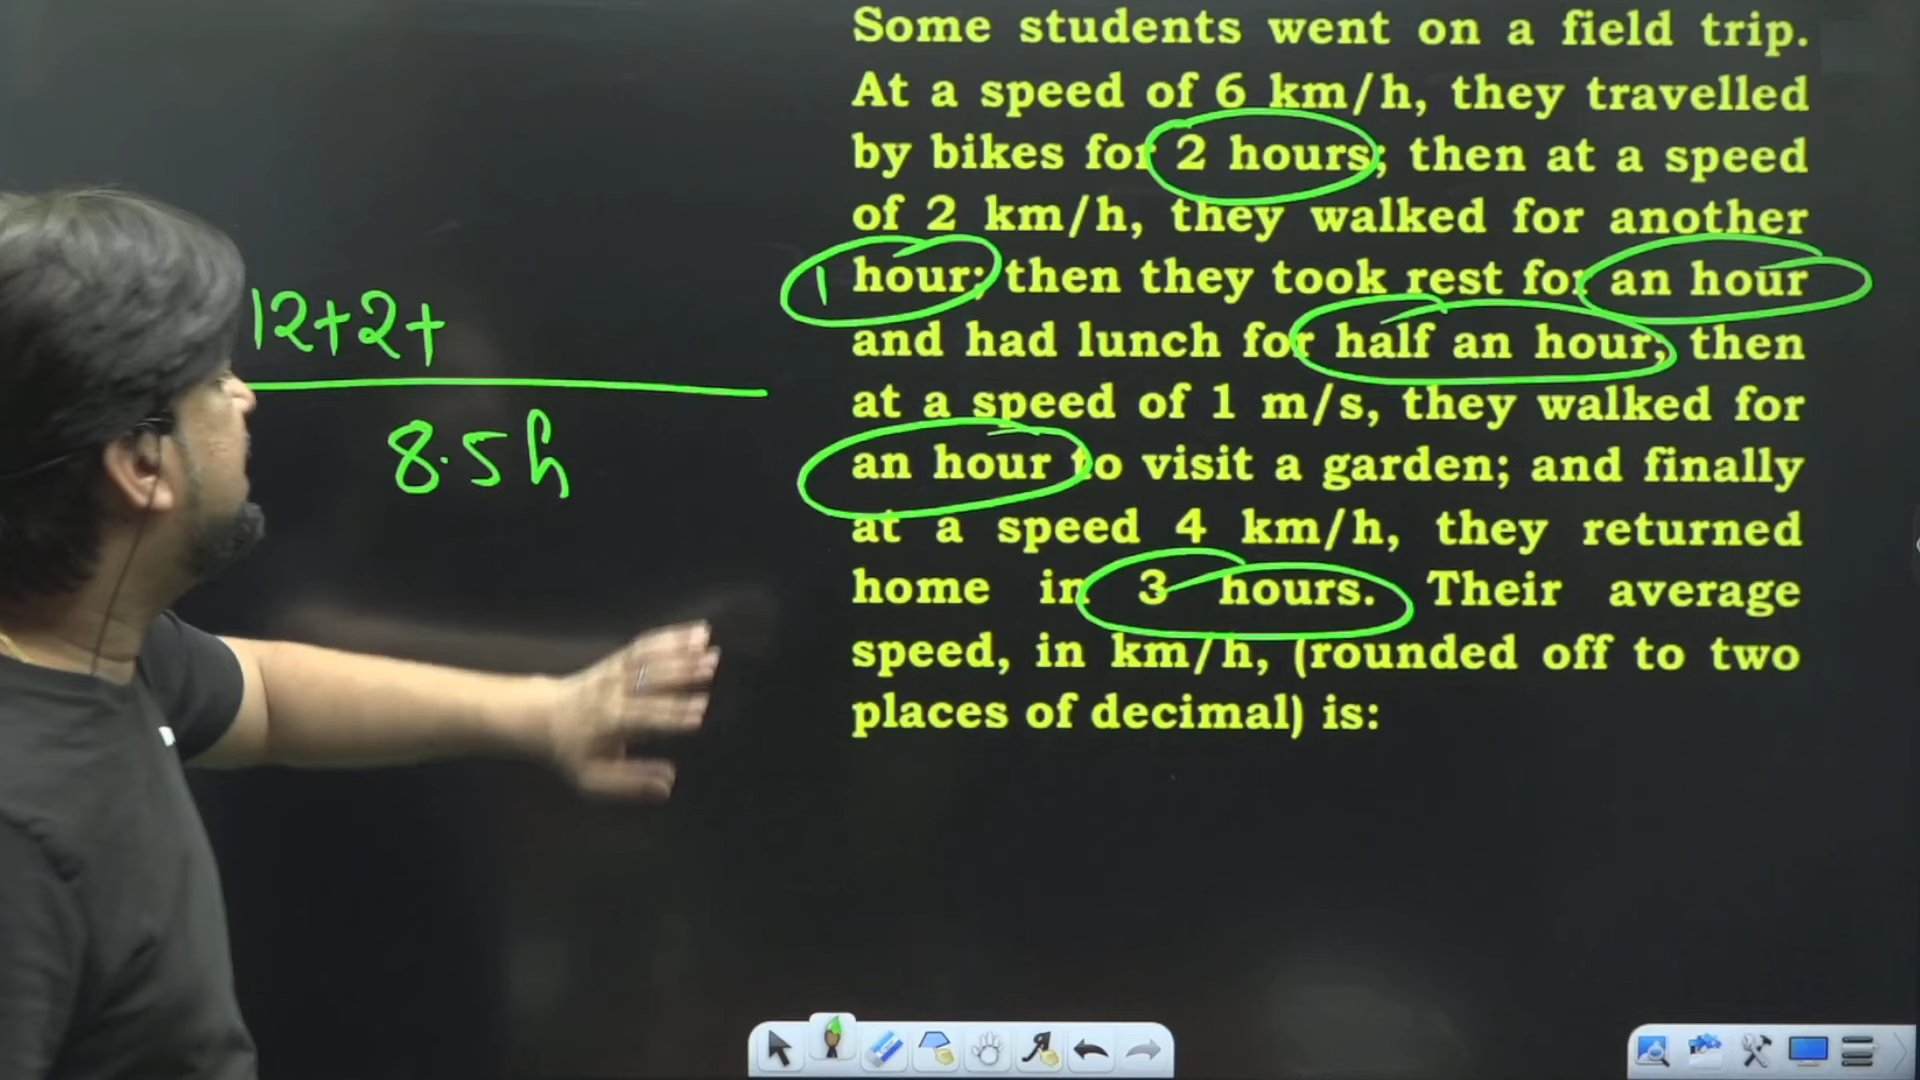 Some students went on a field trip.
At a speed of 6 km/h, they travelled
by bikes for 2 hours; then at a speed
of 2 km/h, they walked for another
1 hour; then they took rest for an hour
and had lunch for half an hour, then
at a speed of 1 m/s, they walked for
an hour to visit a garden; and finally
at a speed 4 km/h, they returned
home in 3 hours. Their average
speed, in km/h, (rounded off to two
places of decimal) is:
12+2+
8.5h